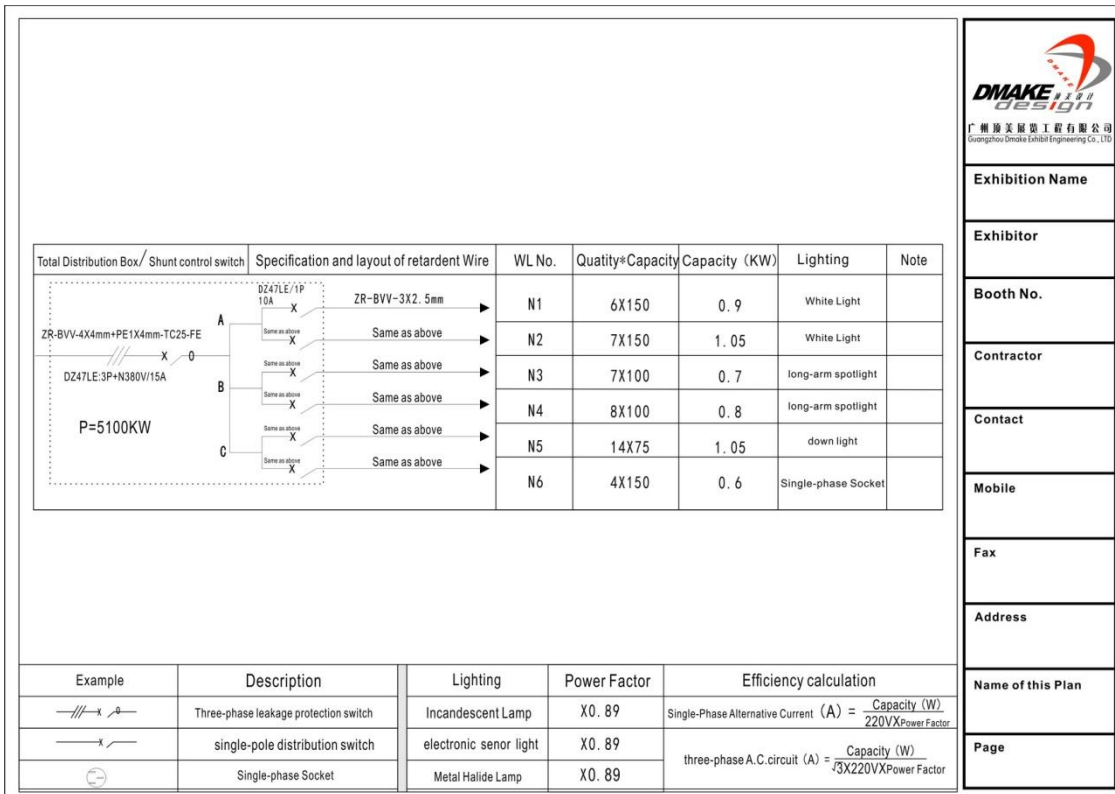 Total Distribution Box/ Shunt control switch Specification and layout of retardent Wire WL No. Quatity*Capacity Capacity (KW) Lighting Note
DZ47LE/1P
10A
X
ZR-BVV-3X2.5mm
N1 6X150 0.9 White Light
A
Same as above
X
Same as above
N2 7X150 1.05 White Light
ZR-BVV-4X4mm+PE1X4mm-TC25-FE
X 0
DZ47LE:3P+N380V/15A
Same as above
X
Same as above
N3 7X100 0.7 long-arm spotlight
B
Same as above
X
Same as above
N4 8X100 0.8 long-arm spotlight
P=5100KW
Same as above
X
Same as above
N5 14X75 1.05 down light
C
Same as above
X
Same as above
N6 4X150 0.6 Single-phase Socket
Example Description Lighting Power Factor Efficiency calculation
Three-phase leakage protection switch Incandescent Lamp X0.89 Single-Phase Alternative Current (A) = Capacity (W)
220VXPower Factor
single-pole distribution switch electronic senor light X0.89
three-phase A.C.circuit (A) = Capacity (W)
√3X220VXPower Factor
Single-phase Socket Metal Halide Lamp X0.89
DMAKE
DMAKE 顶美设计
design
广州顶美展览工程有限公司
Guangzhou Dmake Exhibit Engineering Co., LTD
Exhibition Name
Exhibitor
Booth No.
Contractor
Contact
Mobile
Fax
Address
Name of this Plan
Page